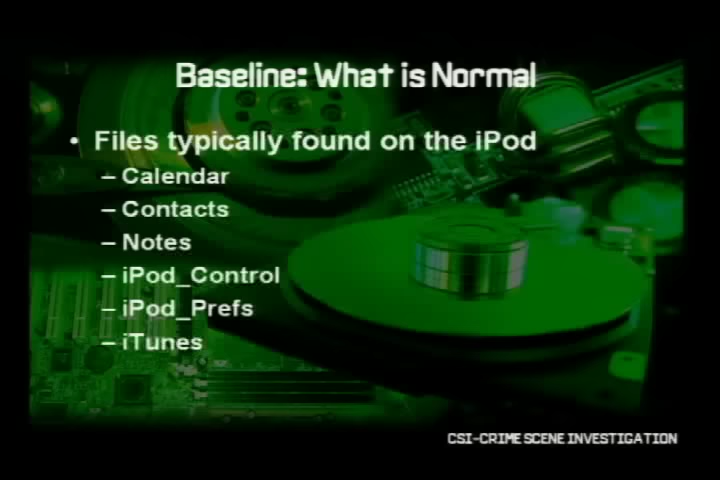 Baseline: What is Normal
• Files typically found on the iPod
– Calendar
– Contacts
– Notes
– iPod_Control
– iPod_Prefs
– iTunes
CSI-CRIME SCENE INVESTIGATION